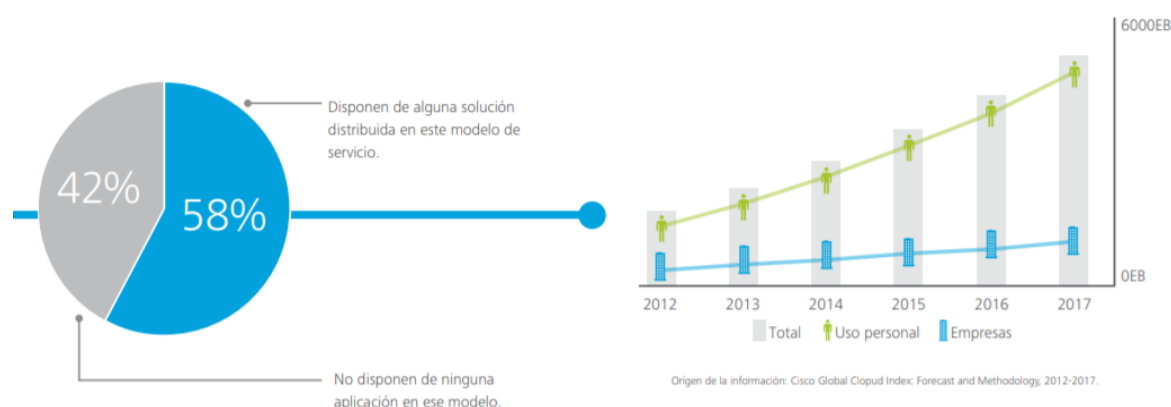 42%
58%
Disponen de alguna solución
distribuida en este modelo de
servicio.
No disponen de ninguna
aplicación en ese modelo.
6000EB
0EB
2012 2013 2014 2015 2016 2017
Total Uso personal Empresas
Orígen de la información: Cisco Global Clopud Index: Forecast and Methodology, 2012-2017.